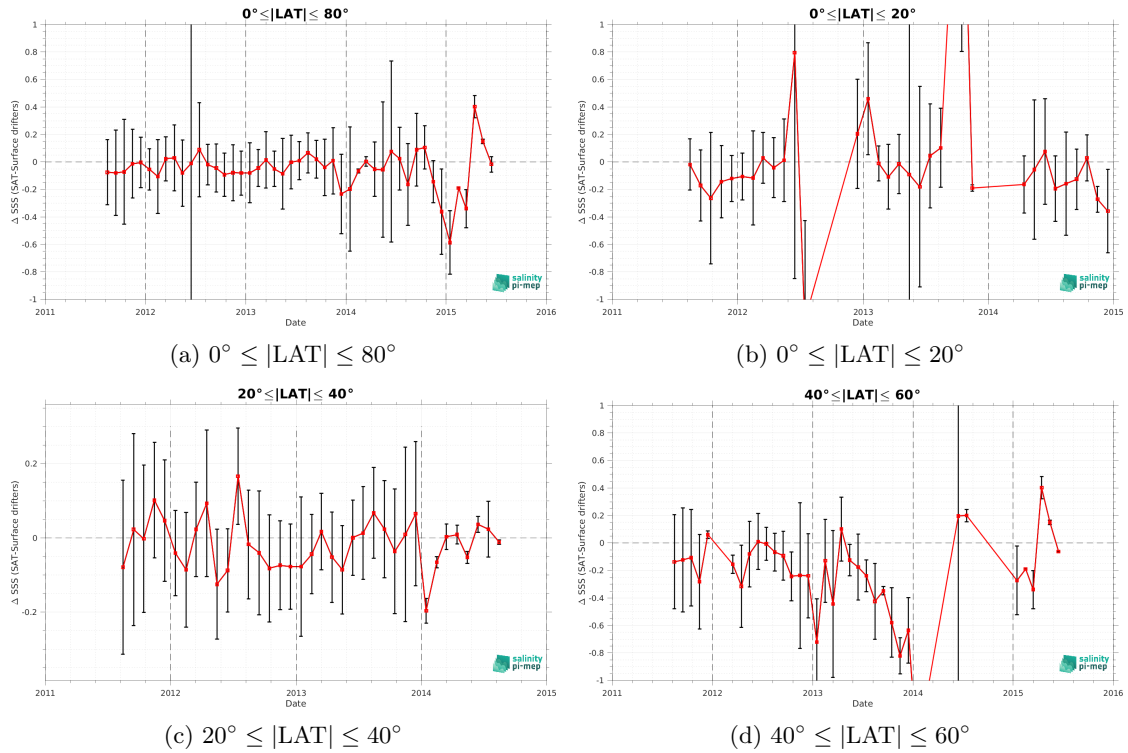 0°≤|LAT|≤ 80°
Δ SSS (SAT-Surface drifters)
1
0.8
0.6
0.4
0.2
0
-0.2
-0.4
-0.6
-0.8
-1
2011
2012
2013
2014
2015
2016
Date
salinity
pi-mep
(a) 0° ≤ |LAT| ≤ 80°
0°≤|LAT|≤ 20°
Δ SSS (SAT-Surface drifters)
1
0.8
0.6
0.4
0.2
0
-0.2
-0.4
-0.6
-0.8
-1
2011
2012
2013
2014
2015
Date
salinity
pi-mep
(b) 0° ≤ |LAT| ≤ 20°
20°≤|LAT|≤ 40°
Δ SSS (SAT-Surface drifters)
0.2
0
-0.2
2011
2012
2013
2014
2015
Date
salinity
pi-mep
(c) 20° ≤ |LAT| ≤ 40°
40°≤|LAT|≤ 60°
Δ SSS (SAT-Surface drifters)
1
0.8
0.6
0.4
0.2
0
-0.2
-0.4
-0.6
-0.8
-1
2011
2012
2013
2014
2015
2016
Date
salinity
pi-mep
(d) 40° ≤ |LAT| ≤ 60°